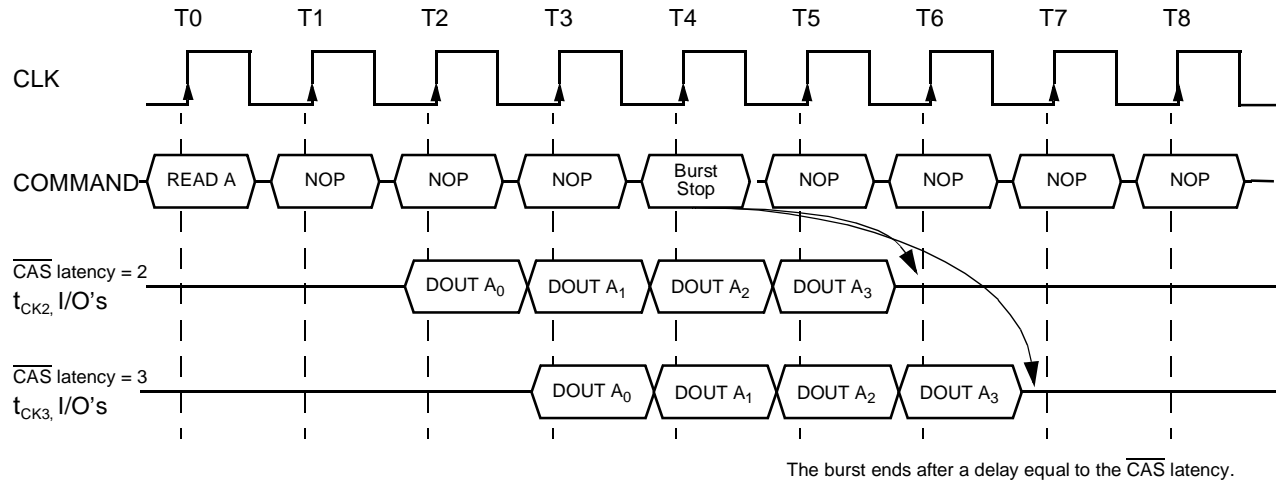 T0 T1 T2 T3 T4 T5 T6 T7 T8
CLK
COMMAND READ A NOP NOP NOP Burst Stop NOP NOP NOP NOP
CAS latency = 2
tCK2, I/O's DOUT A0 DOUT A1 DOUT A2 DOUT A3
CAS latency = 3
tCK3, I/O's DOUT A0 DOUT A1 DOUT A2 DOUT A3
The burst ends after a delay equal to the CAS latency.